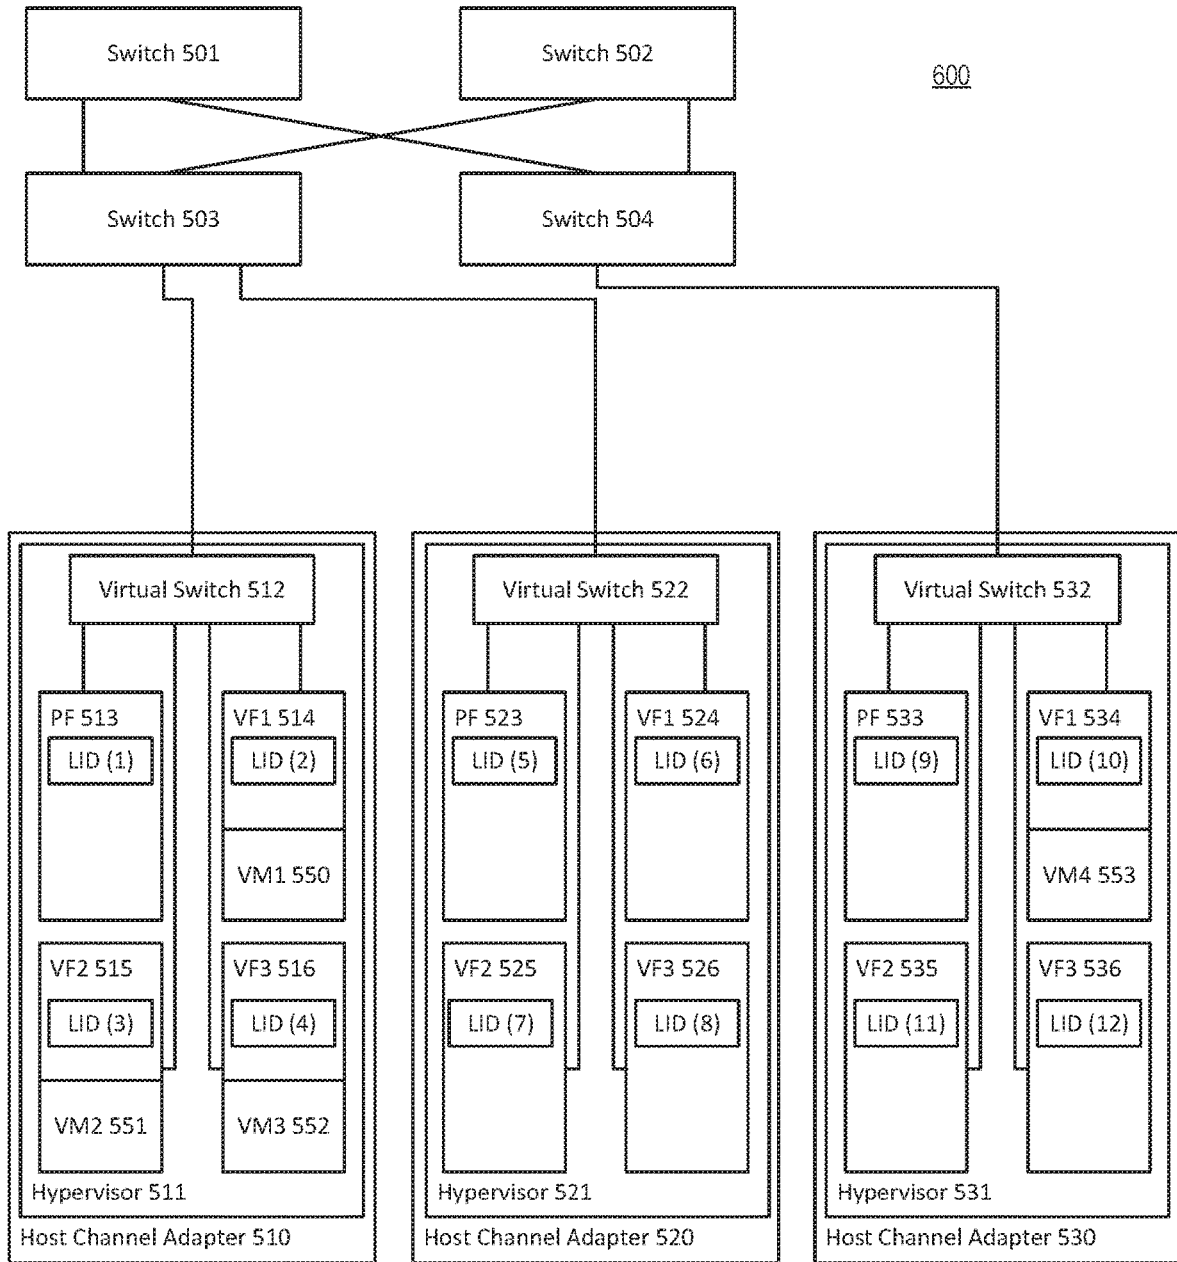 Switch 501
Switch 502
600
Switch 503
Switch 504
Virtual Switch 512
Virtual Switch 522
Virtual Switch 532
PF 513
LID (1)
VF1 514
LID (2)
VM1 550
VF2 515
LID (3)
VM2 551
VF3 516
LID (4)
VM3 552
Hypervisor 511
Host Channel Adapter 510
PF 523
LID (5)
VF1 524
LID (6)
VF2 525
LID (7)
VF3 526
LID (8)
Hypervisor 521
Host Channel Adapter 520
PF 533
LID (9)
VF1 534
LID (10)
VM4 553
VF2 535
LID (11)
VF3 536
LID (12)
Hypervisor 531
Host Channel Adapter 530